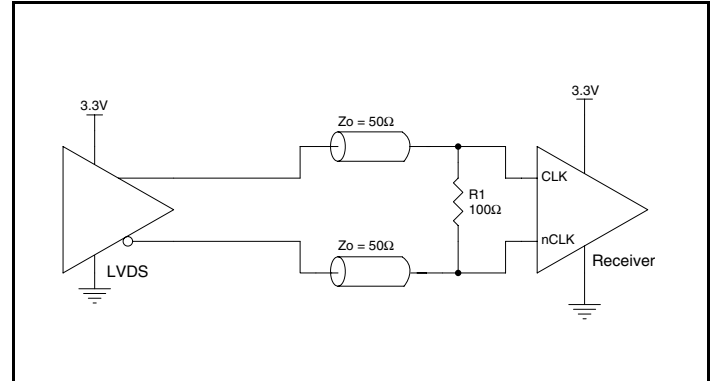 3.3V
3.3V
Zo = 50Ω
CLK
R1
100Ω
Zo = 50Ω
nCLK
LVDS
Receiver